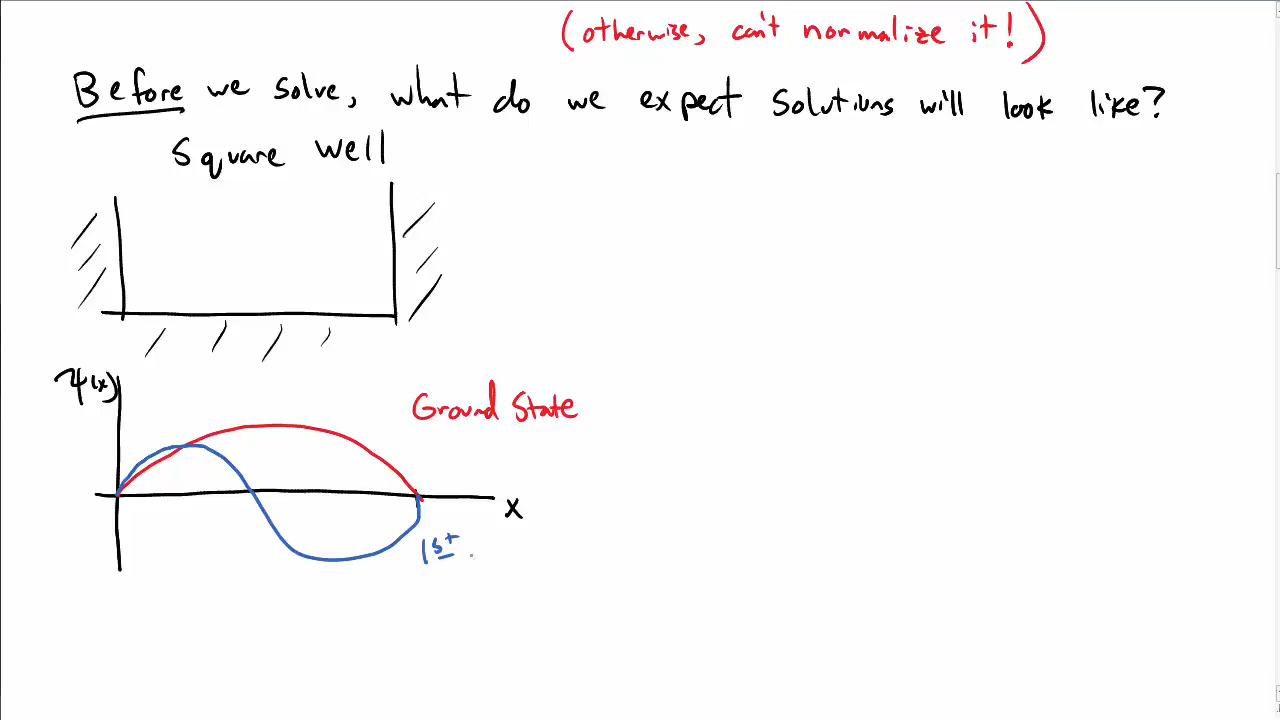 (otherwise, can't normalize it!)
Before we solve, what do we expect solutions will look like?
Square well
Ψ(x)
Ground State
x
1st